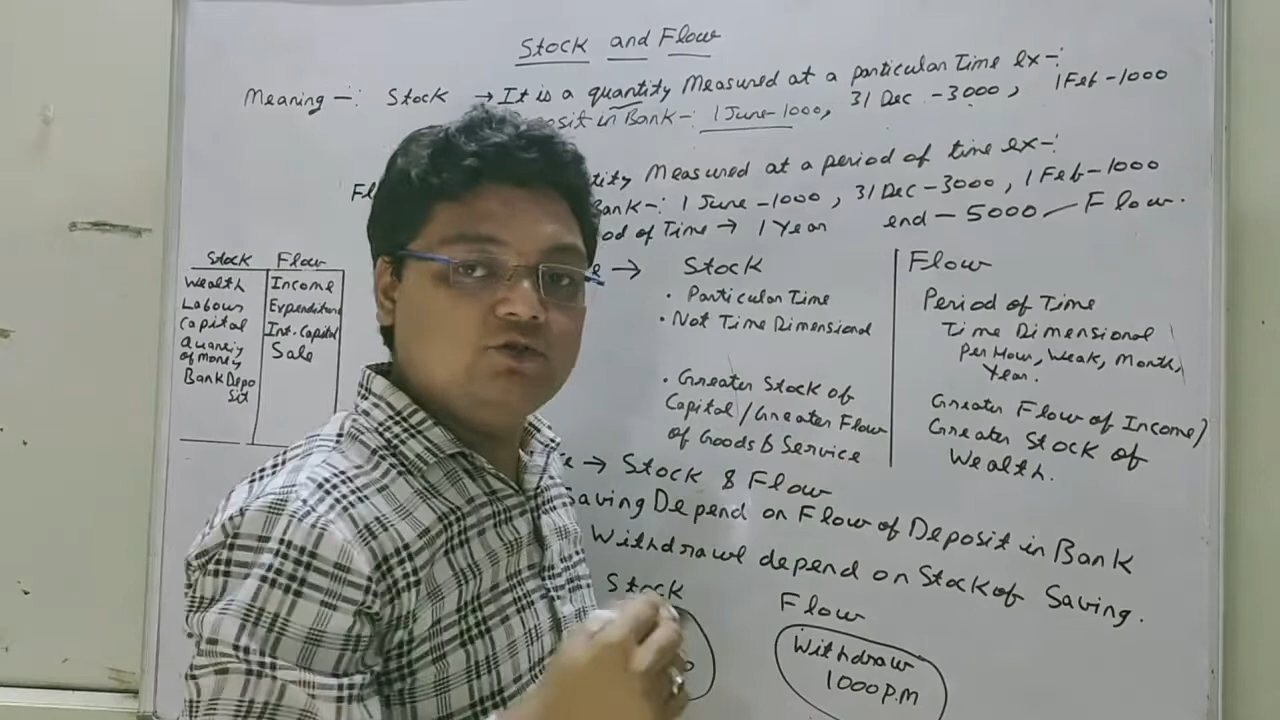 Stock and Flow
Meaning -: Stock → It is a quantity Measured at a particular Time ex-:
posit in Bank-: 1 June-1000, 31 Dec -3000, 1 Feb-1000
Fl tity Measured at a period of time ex-:
Bank-: 1 June -1000, 31 Dec-3000, 1 Feb-1000
od of Time → 1 Year end - 5000 - Flow.
Stock Flow
Wealth Income
Labour Expenditure
Capital Int. Capital
Quantity of Money Sale
Bank Deposit
e →
Stock
• Particular Time
• Not Time Dimensional
• Greater Stock of
Capital/Greater Flow
of Goods & Service
Flow
Period of Time
Time Dimensional
Per Hour, Weak, Month,
Year.
Greater Flow of Income/
Greater Stock of
Wealth.
e → Stock & Flow
Saving Depend on Flow of Deposit in Bank
Withdrawl depend on Stock of Saving.
Stock Flow
Withdraw
1000 P.M